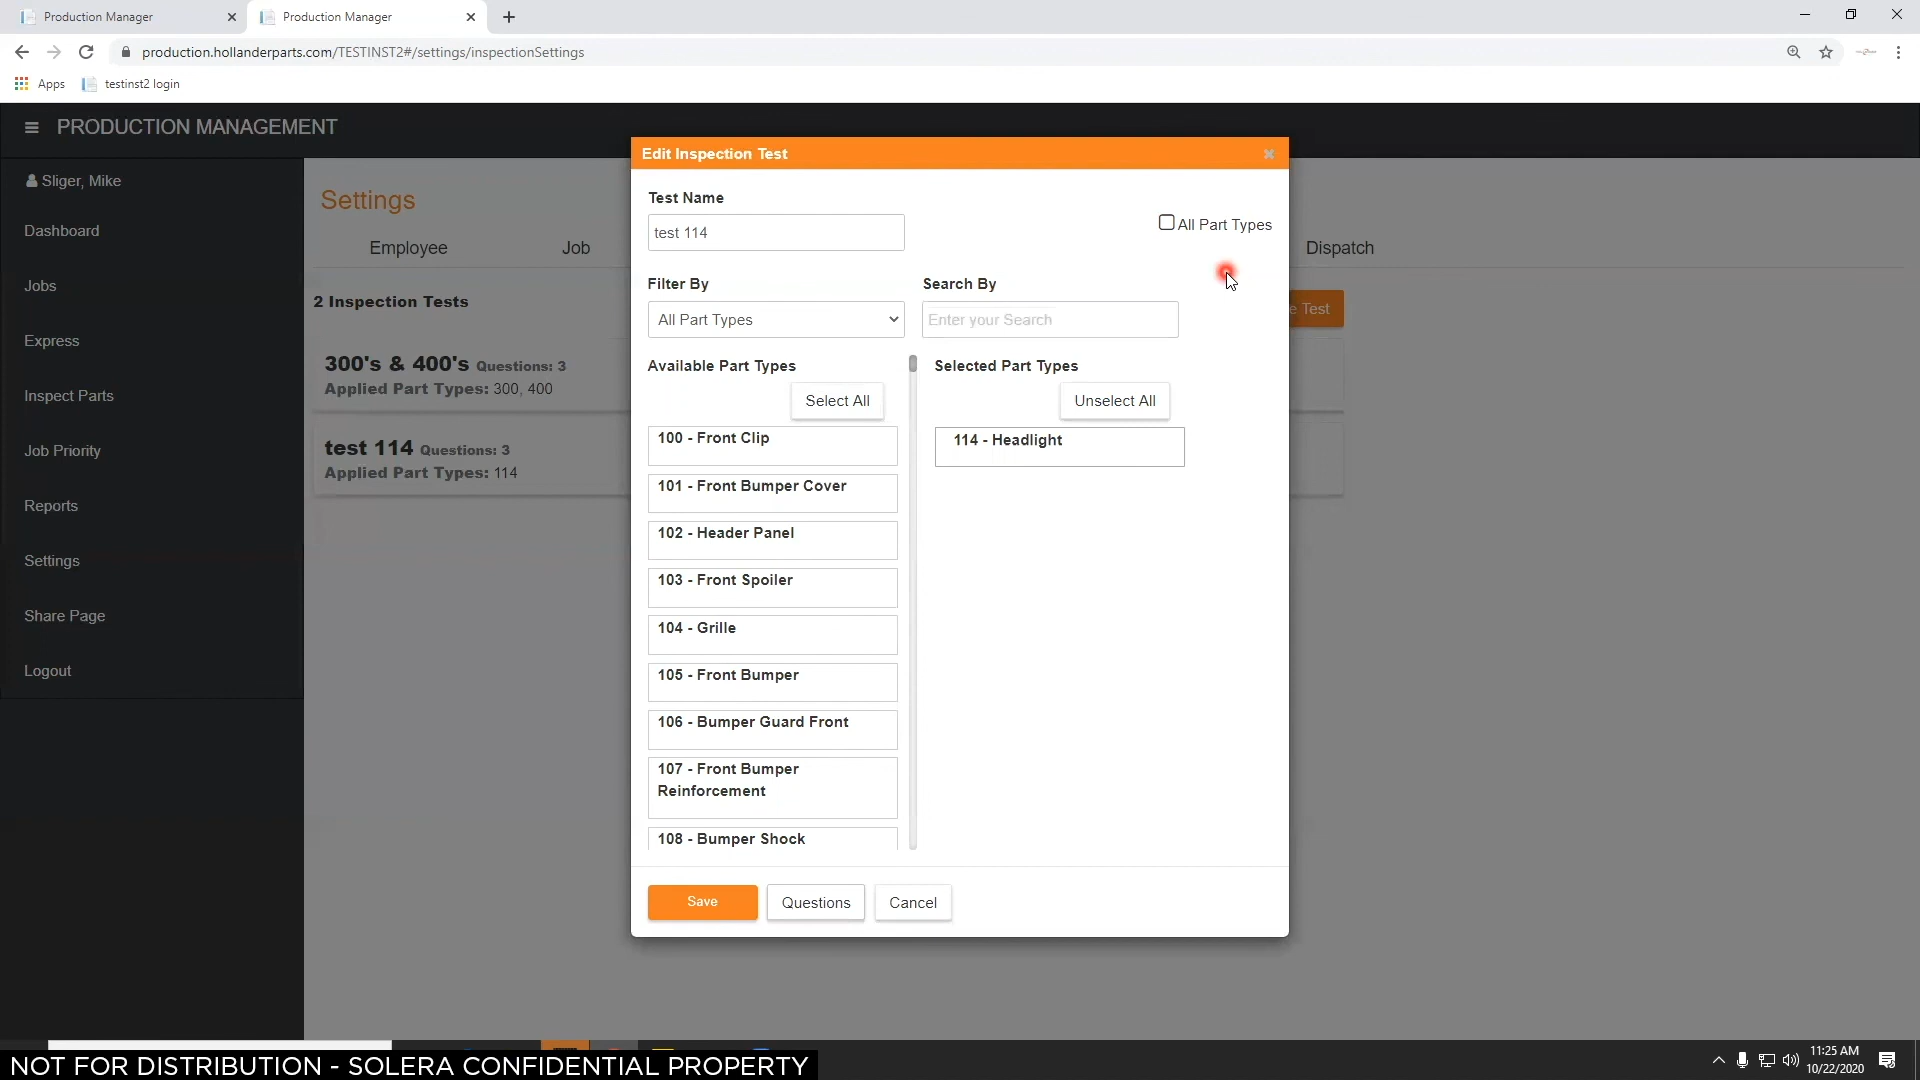 Production Manager
Production Manager
production.hollanderparts.com/TESTINST2#/settings/inspectionSettings
Apps
testinst2 login
PRODUCTION MANAGEMENT
Sliger, Mike
Dashboard
Jobs
Express
Inspect Parts
Job Priority
Reports
Settings
Share Page
Logout
Settings
Employee
Job
Dispatch
2 Inspection Tests
e Test
300's & 400's Questions: 3
Applied Part Types: 300, 400
test 114 Questions: 3
Applied Part Types: 114
Edit Inspection Test
Test Name
test 114
All Part Types
Filter By
Search By
All Part Types
Enter your Search
Available Part Types
Selected Part Types
Select All
Unselect All
100 - Front Clip
101 - Front Bumper Cover
102 - Header Panel
103 - Front Spoiler
104 - Grille
105 - Front Bumper
106 - Bumper Guard Front
107 - Front Bumper
Reinforcement
108 - Bumper Shock
114 - Headlight
Save
Questions
Cancel
NOT FOR DISTRIBUTION - SOLERA CONFIDENTIAL PROPERTY
11:25 AM
10/22/2020